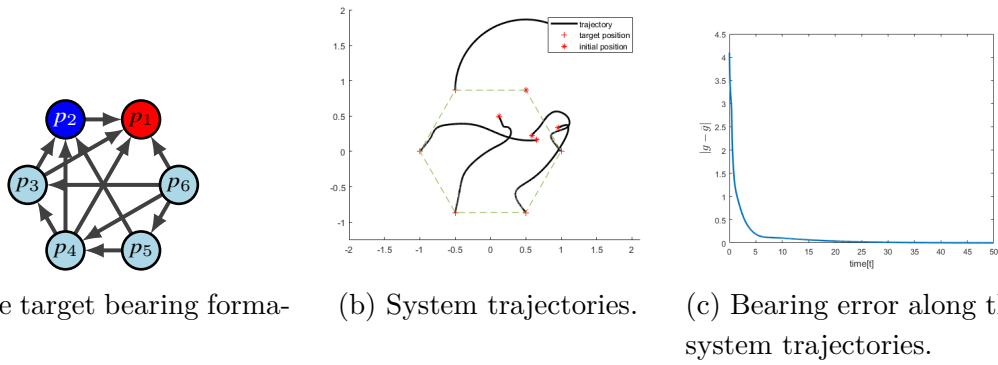 p1
p2
p3
p4
p5
p6
2
1.5
1
0.5
0
-0.5
-1
-2
-1.5
-1
-0.5
0
0.5
1
1.5
2
trajectory
target position
initial position
4.5
4
3.5
3
2.5
2
1.5
1
0.5
0
0
5
10
15
20
25
30
35
40
45
50
|g − ḡ|
time[t]
target bearing forma-
(b) System trajectories.
(c) Bearing error along
system trajectories.